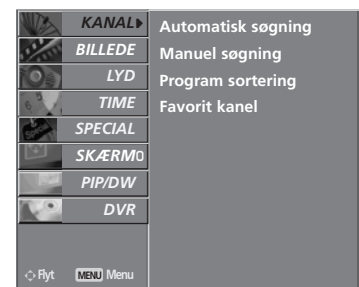 KANAL
BILLEDE
LYD
TIME
SPECIAL
SKÆRM0
PIP/DW
DVR
Flyt MENU Menu
Automatisk søgning
Manuel søgning
Program sortering
Favorit kanel